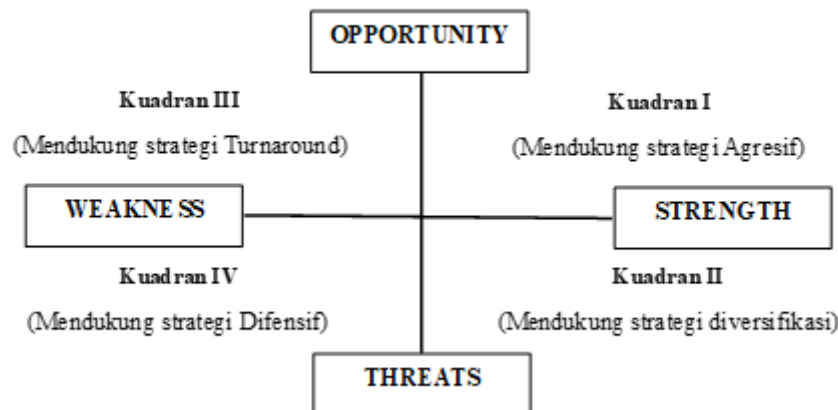 OPPORTUNITY
Kuadran III
(Mendukung strategi Turnaround)
Kuadran I
(Mendukung strategi Agresif)
WEAKNESS
STRENGTH
Kuadran IV
(Mendukung strategi Difensif)
Kuadran II
(Mendukung strategi diversifikasi)
THREATS